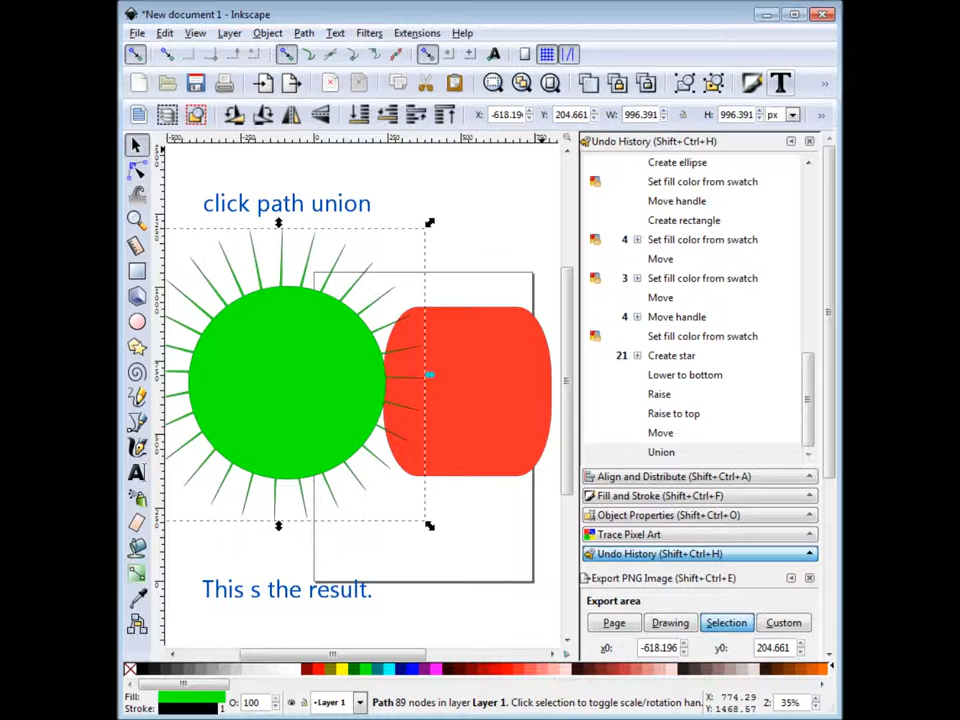 *New document 1 - Inkscape
File Edit View Layer Object Path Text Filters Extensions Help
X: -618.196 Y: 204.661 W: 996.391 H: 996.391 px
Undo History (Shift+Ctrl+H)
Create ellipse
Set fill color from swatch
Move handle
Create rectangle
4 Set fill color from swatch
Move
3 Set fill color from swatch
Move
4 Move handle
Set fill color from swatch
21 Create star
Lower to bottom
Raise
Raise to top
Move
Union
click path union
This s the result.
Align and Distribute (Shift+Ctrl+A)
Fill and Stroke (Shift+Ctrl+F)
Object Properties (Shift+Ctrl+O)
Trace Pixel Art
Undo History (Shift+Ctrl+H)
Export PNG Image (Shift+Ctrl+E)
Export area
Page Drawing Selection Custom
x0: -618.196 y0: 204.661
Fill:
Stroke: 1
O: 100
Layer 1
Path 89 nodes in layer Layer 1. Click selection to toggle scale/rotation han
X: 774.29
Y: 1468.57
Z: 35%